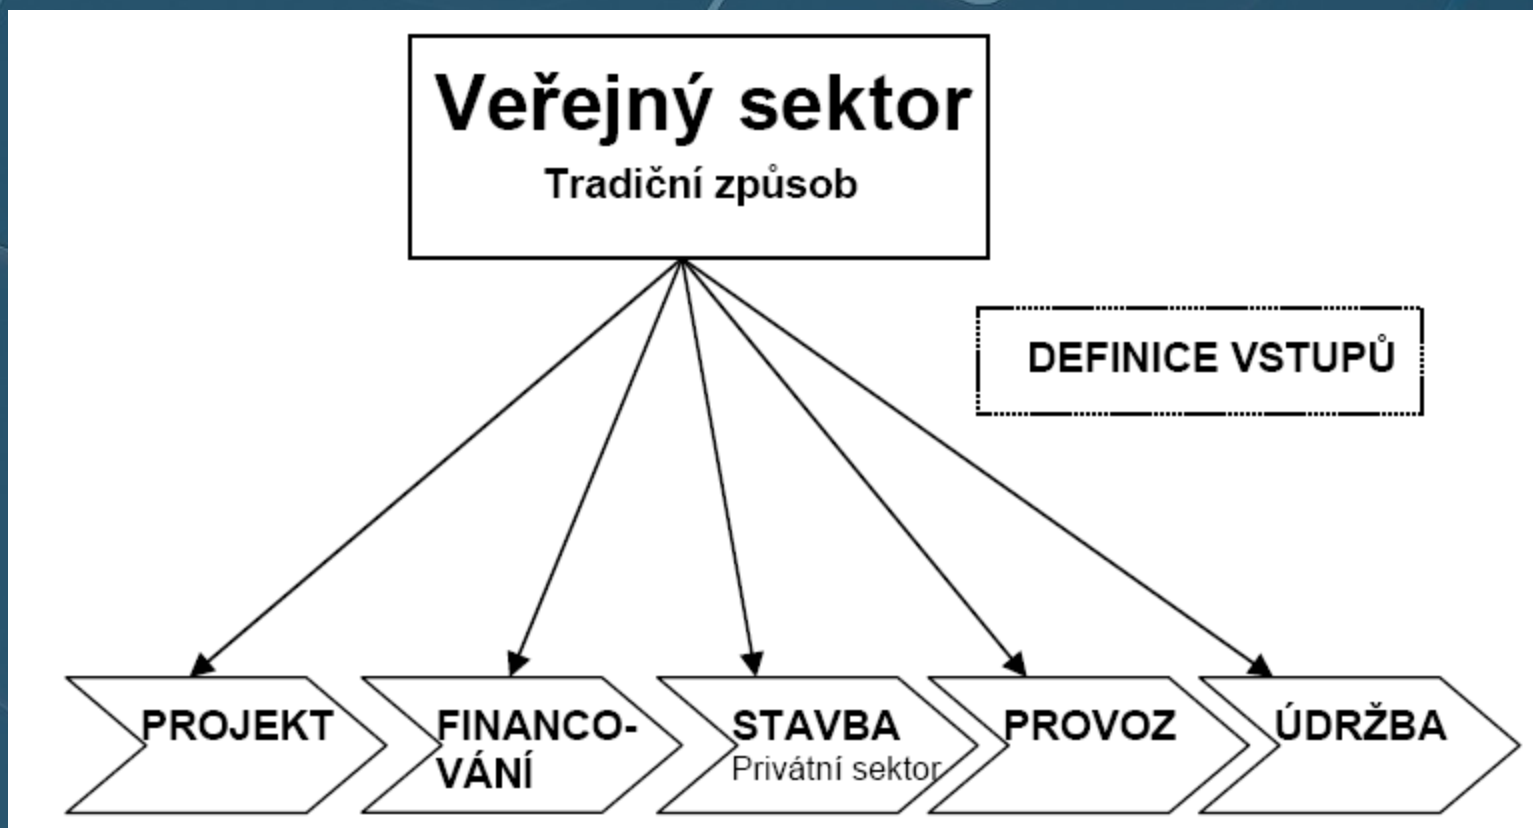 Veřejný sektor
Tradiční způsob
DEFINICE VSTUPŮ
PROJEKT
FINANCO-
VÁNÍ
STAVBA
Privátní sektor
PROVOZ
ÚDRŽBA